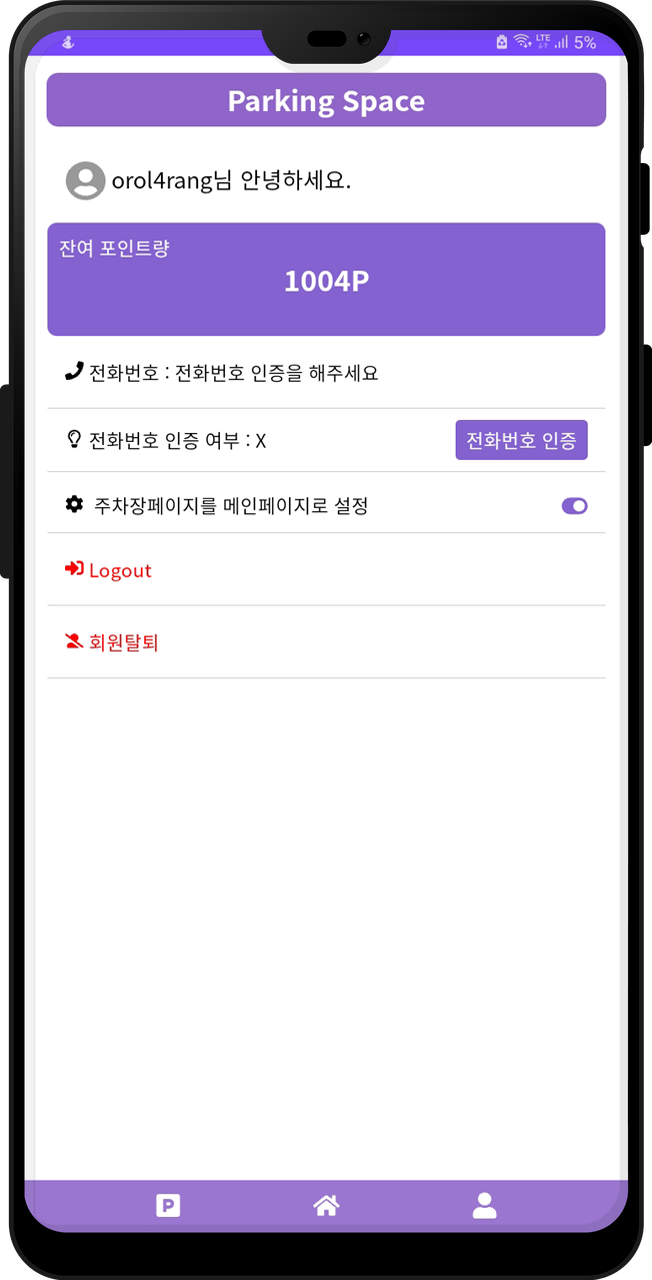 LTE 5%
Parking Space
orol4rang님 안녕하세요.
잔여 포인트량
1004P
전화번호 : 전화번호 인증을 해주세요
전화번호 인증 여부 : X
전화번호 인증
주차장페이지를 메인페이지로 설정
Logout
회원탈퇴
P